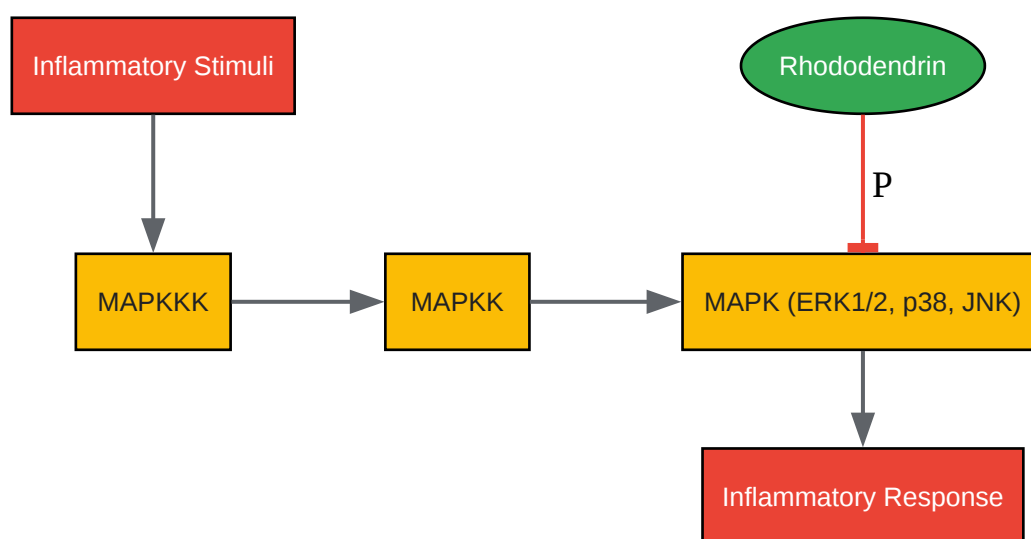 Inflammatory Stimuli
Rhododendrin
P
MAPKKK
MAPKK
MAPK (ERK1/2, p38, JNK)
Inflammatory Response